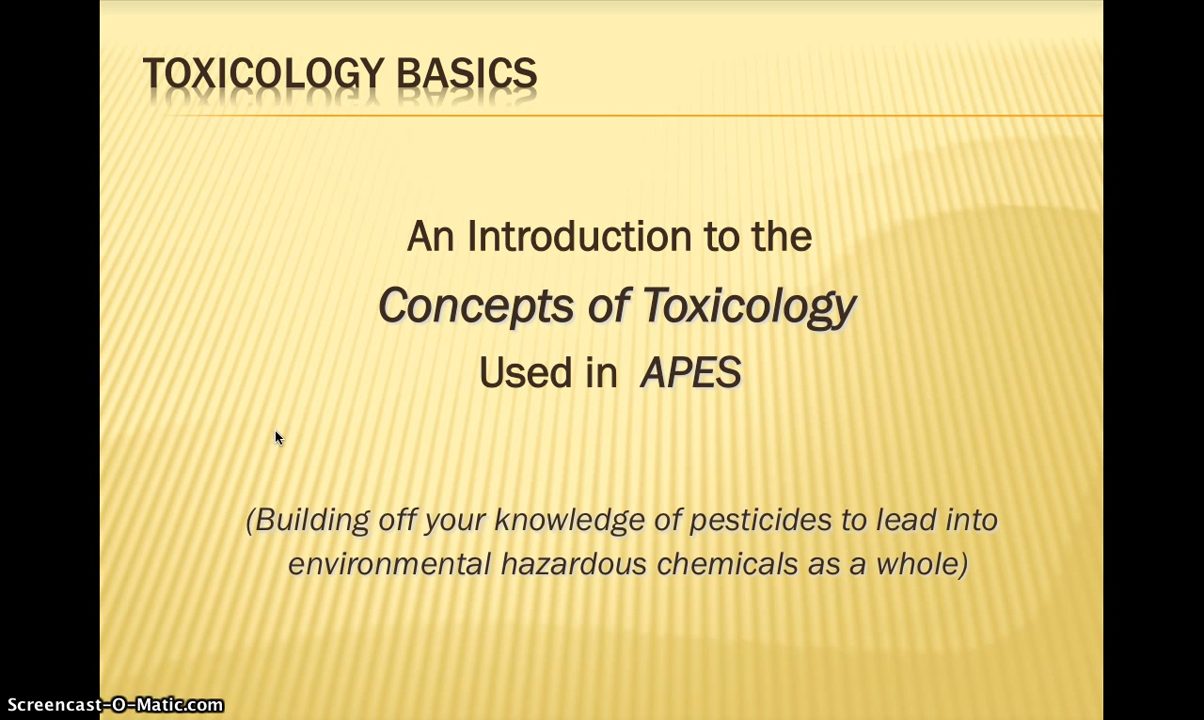 TOXICOLOGY BASICS
An Introduction to the
Concepts of Toxicology
Used in APES
(Building off your knowledge of pesticides to lead into
environmental hazardous chemicals as a whole)
Screencast-O-Matic.com